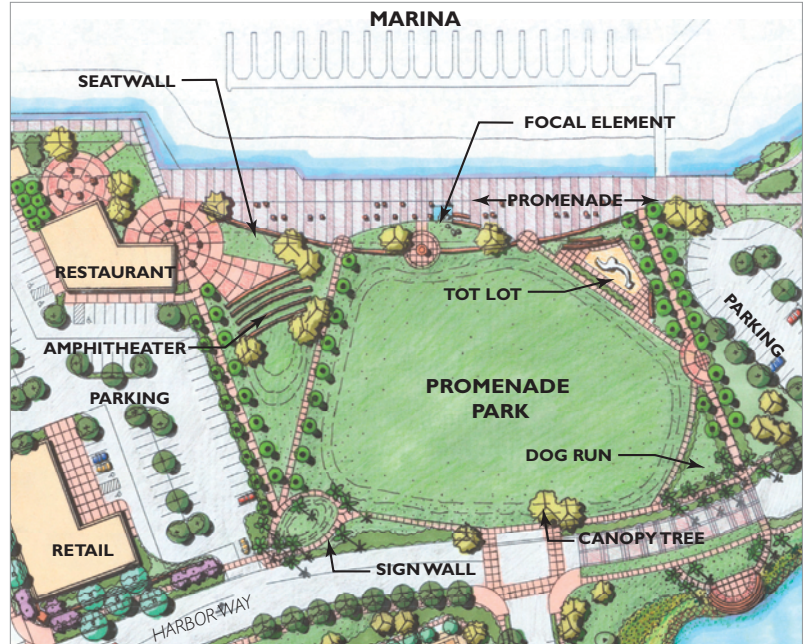 MARINA
SEATWALL
FOCAL ELEMENT
PROMENADE
RESTAURANT
TOT LOT
PARKING
AMPHITHEATER
PARKING
PROMENADE
PARK
DOG RUN
RETAIL
CANOPY TREE
SIGN WALL
HARBOR WAY